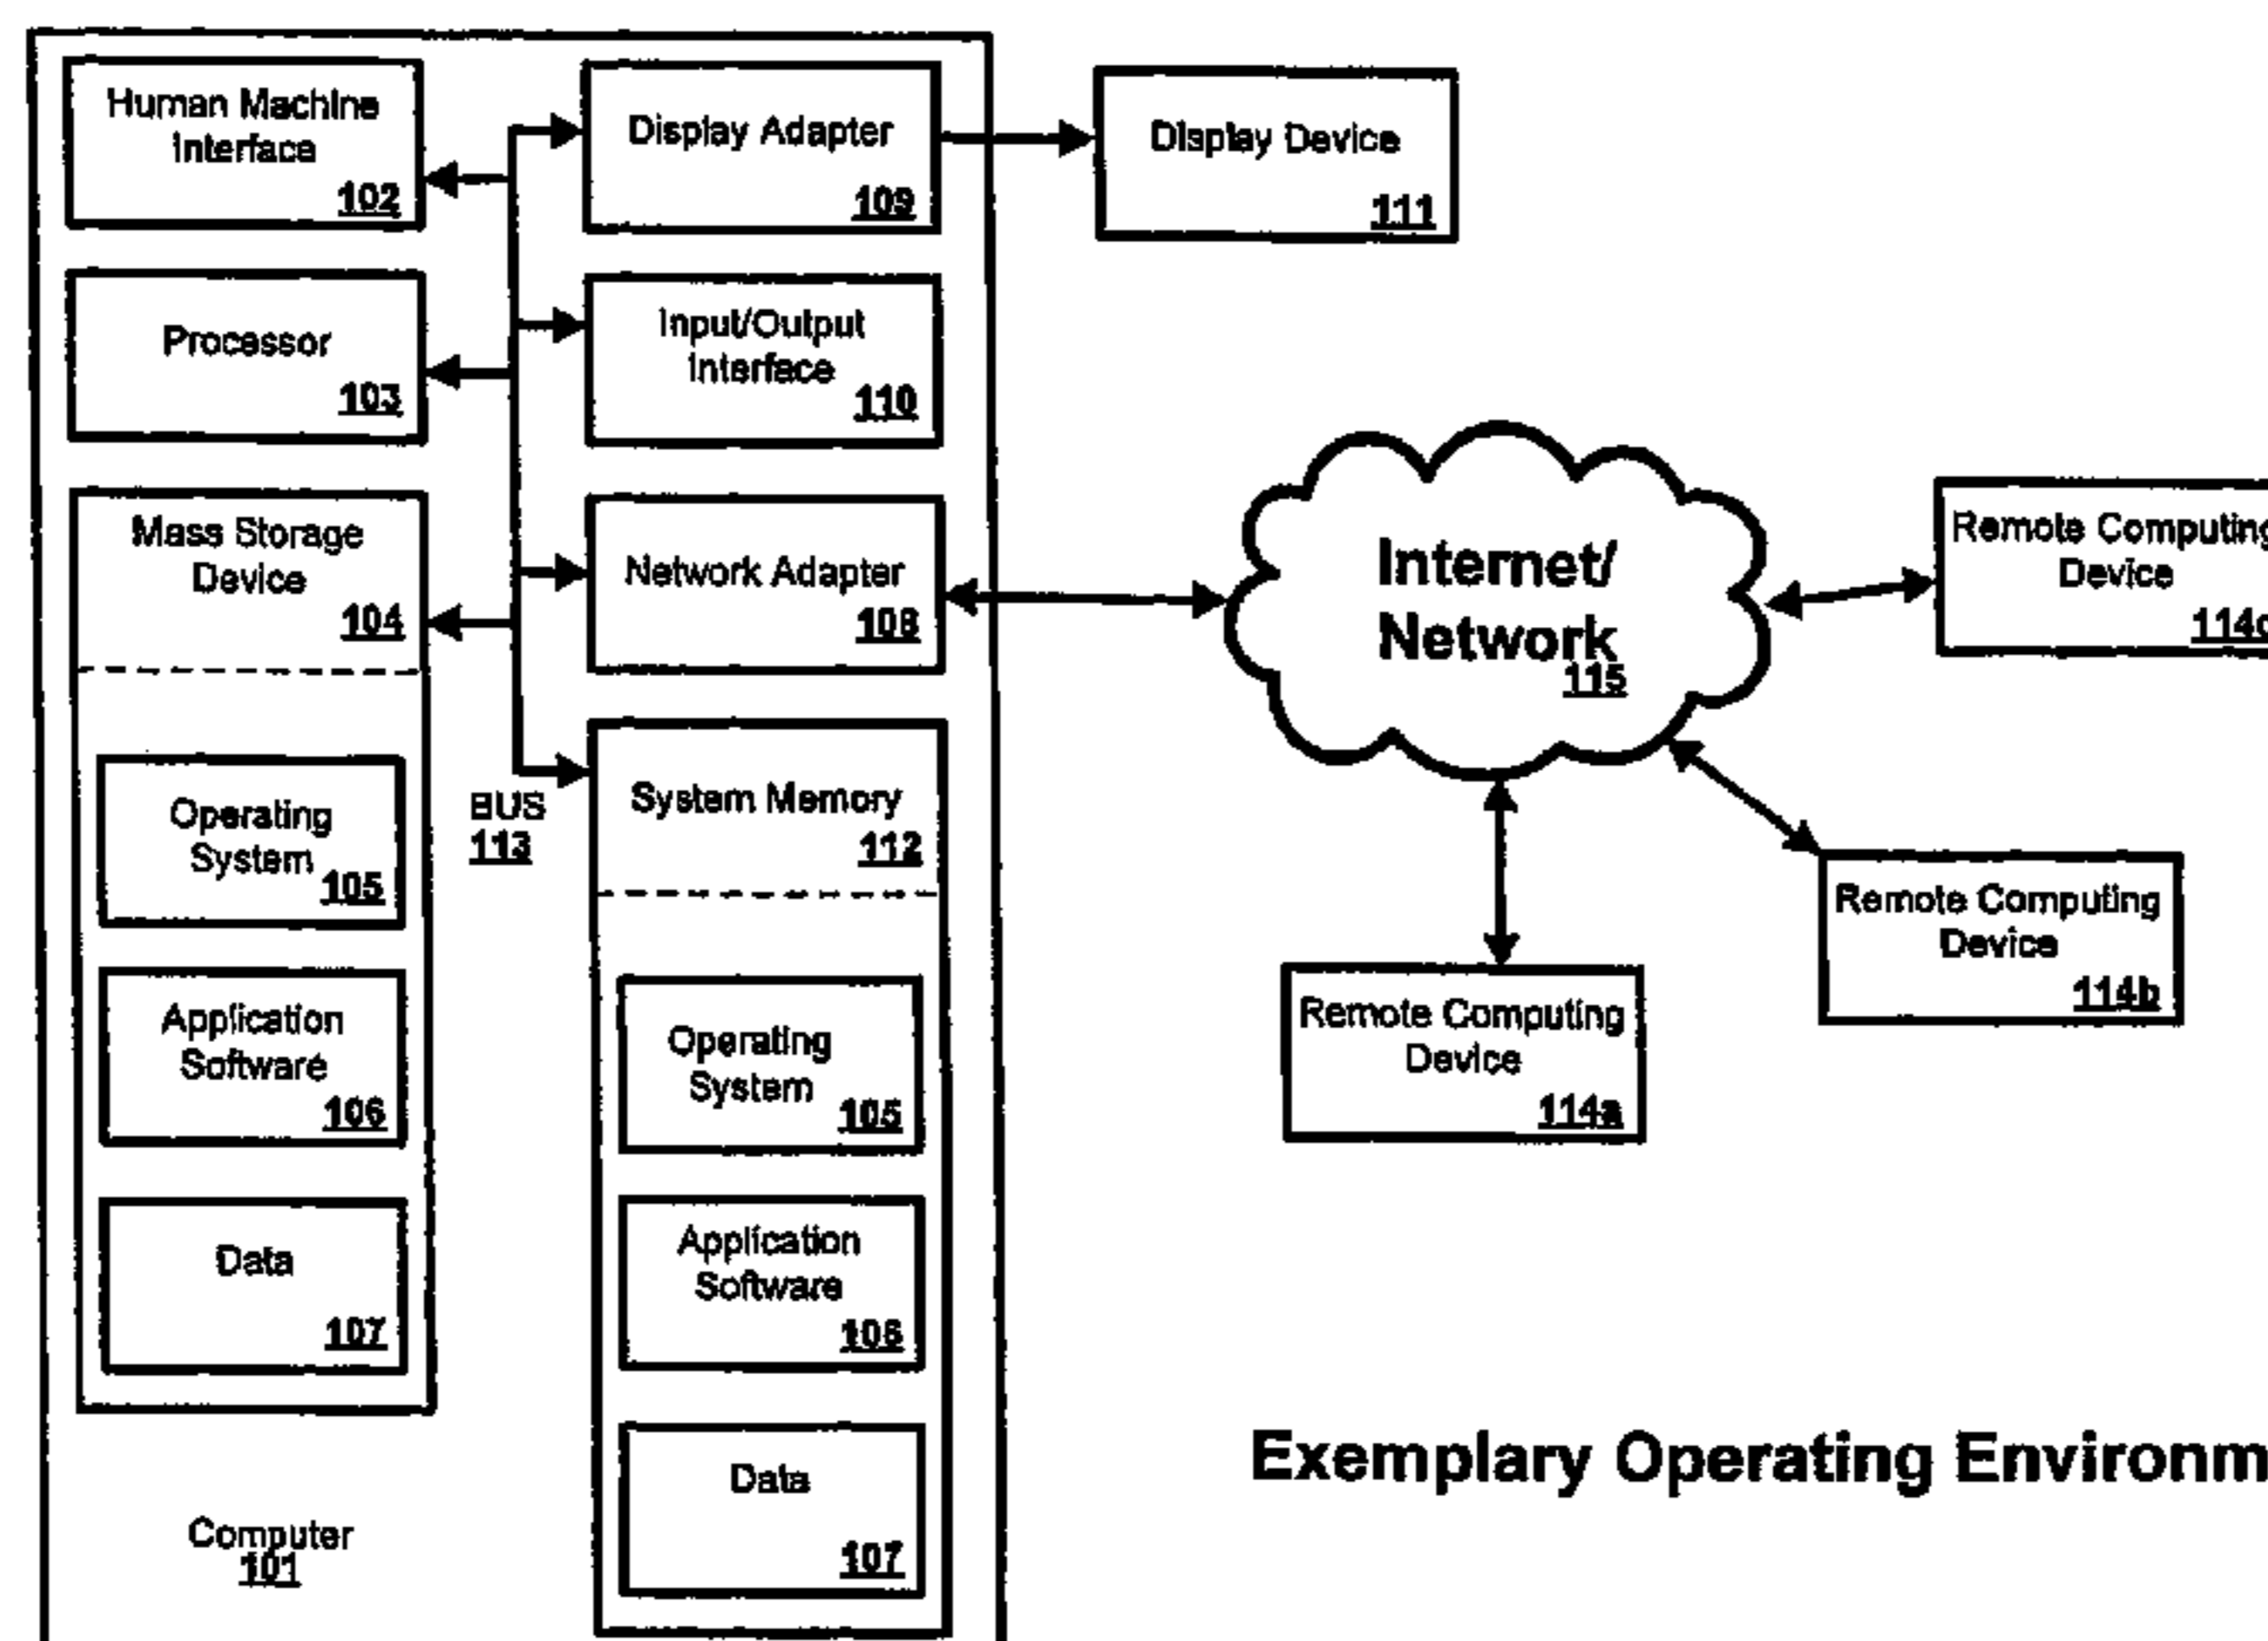 Human Machine
Interface
102
Display Adapter
109
Display Device
111
Processor
103
Input/Output
Interface
110
Mass Storage
Device
104
Network Adapter
108
Internet/
Network
115
Remote Computing
Device
BUS
113
System Memory
112
Operating
System
105
Application
Software
106
Data
107
Operating
System
105
Application
Software
106
Data
107
Remote Computing
Device
114a
Remote Computing
Device
114b
Computer
101
Exemplary Operating